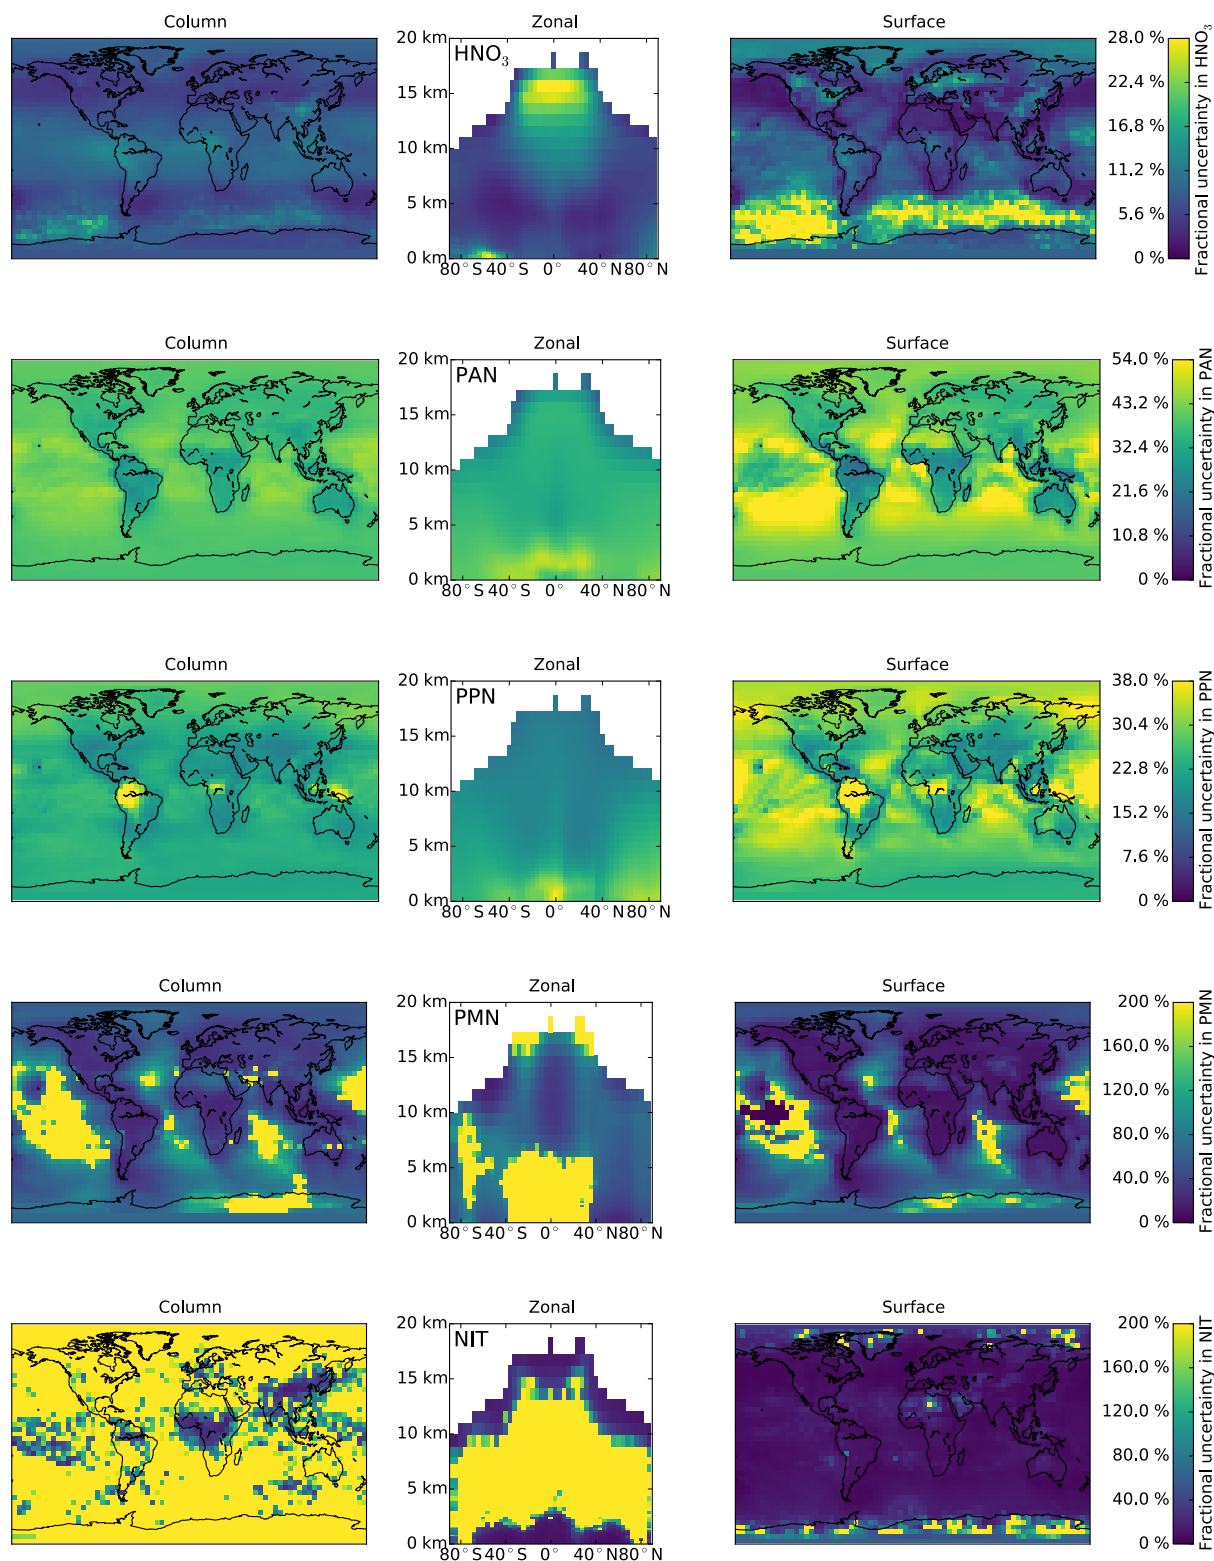 Column
Zonal
Surface
20 km
15 km
10 km
5 km
0 km
HNO₃
80°S
40°S
0°
40°N
80°N
28.0 %
22.4 %
16.8 %
11.2 %
5.6 %
0 %
Fractional uncertainty in HNO₃
Column
Zonal
Surface
20 km
15 km
10 km
5 km
0 km
PAN
80°S
40°S
0°
40°N
80°N
54.0 %
43.2 %
32.4 %
21.6 %
10.8 %
0 %
Fractional uncertainty in PAN
Column
Zonal
Surface
20 km
15 km
10 km
5 km
0 km
PPN
80°S
40°S
0°
40°N
80°N
38.0 %
30.4 %
22.8 %
15.2 %
7.6 %
0 %
Fractional uncertainty in PPN
Column
Zonal
Surface
20 km
15 km
10 km
5 km
0 km
PMN
80°S
40°S
0°
40°N
80°N
200 %
160.0 %
120.0 %
80.0 %
40.0 %
0 %
Fractional uncertainty in PMN
Column
Zonal
Surface
20 km
15 km
10 km
5 km
0 km
NIT
80°S
40°S
0°
40°N
80°N
200 %
160.0 %
120.0 %
80.0 %
40.0 %
0 %
Fractional uncertainty in NIT